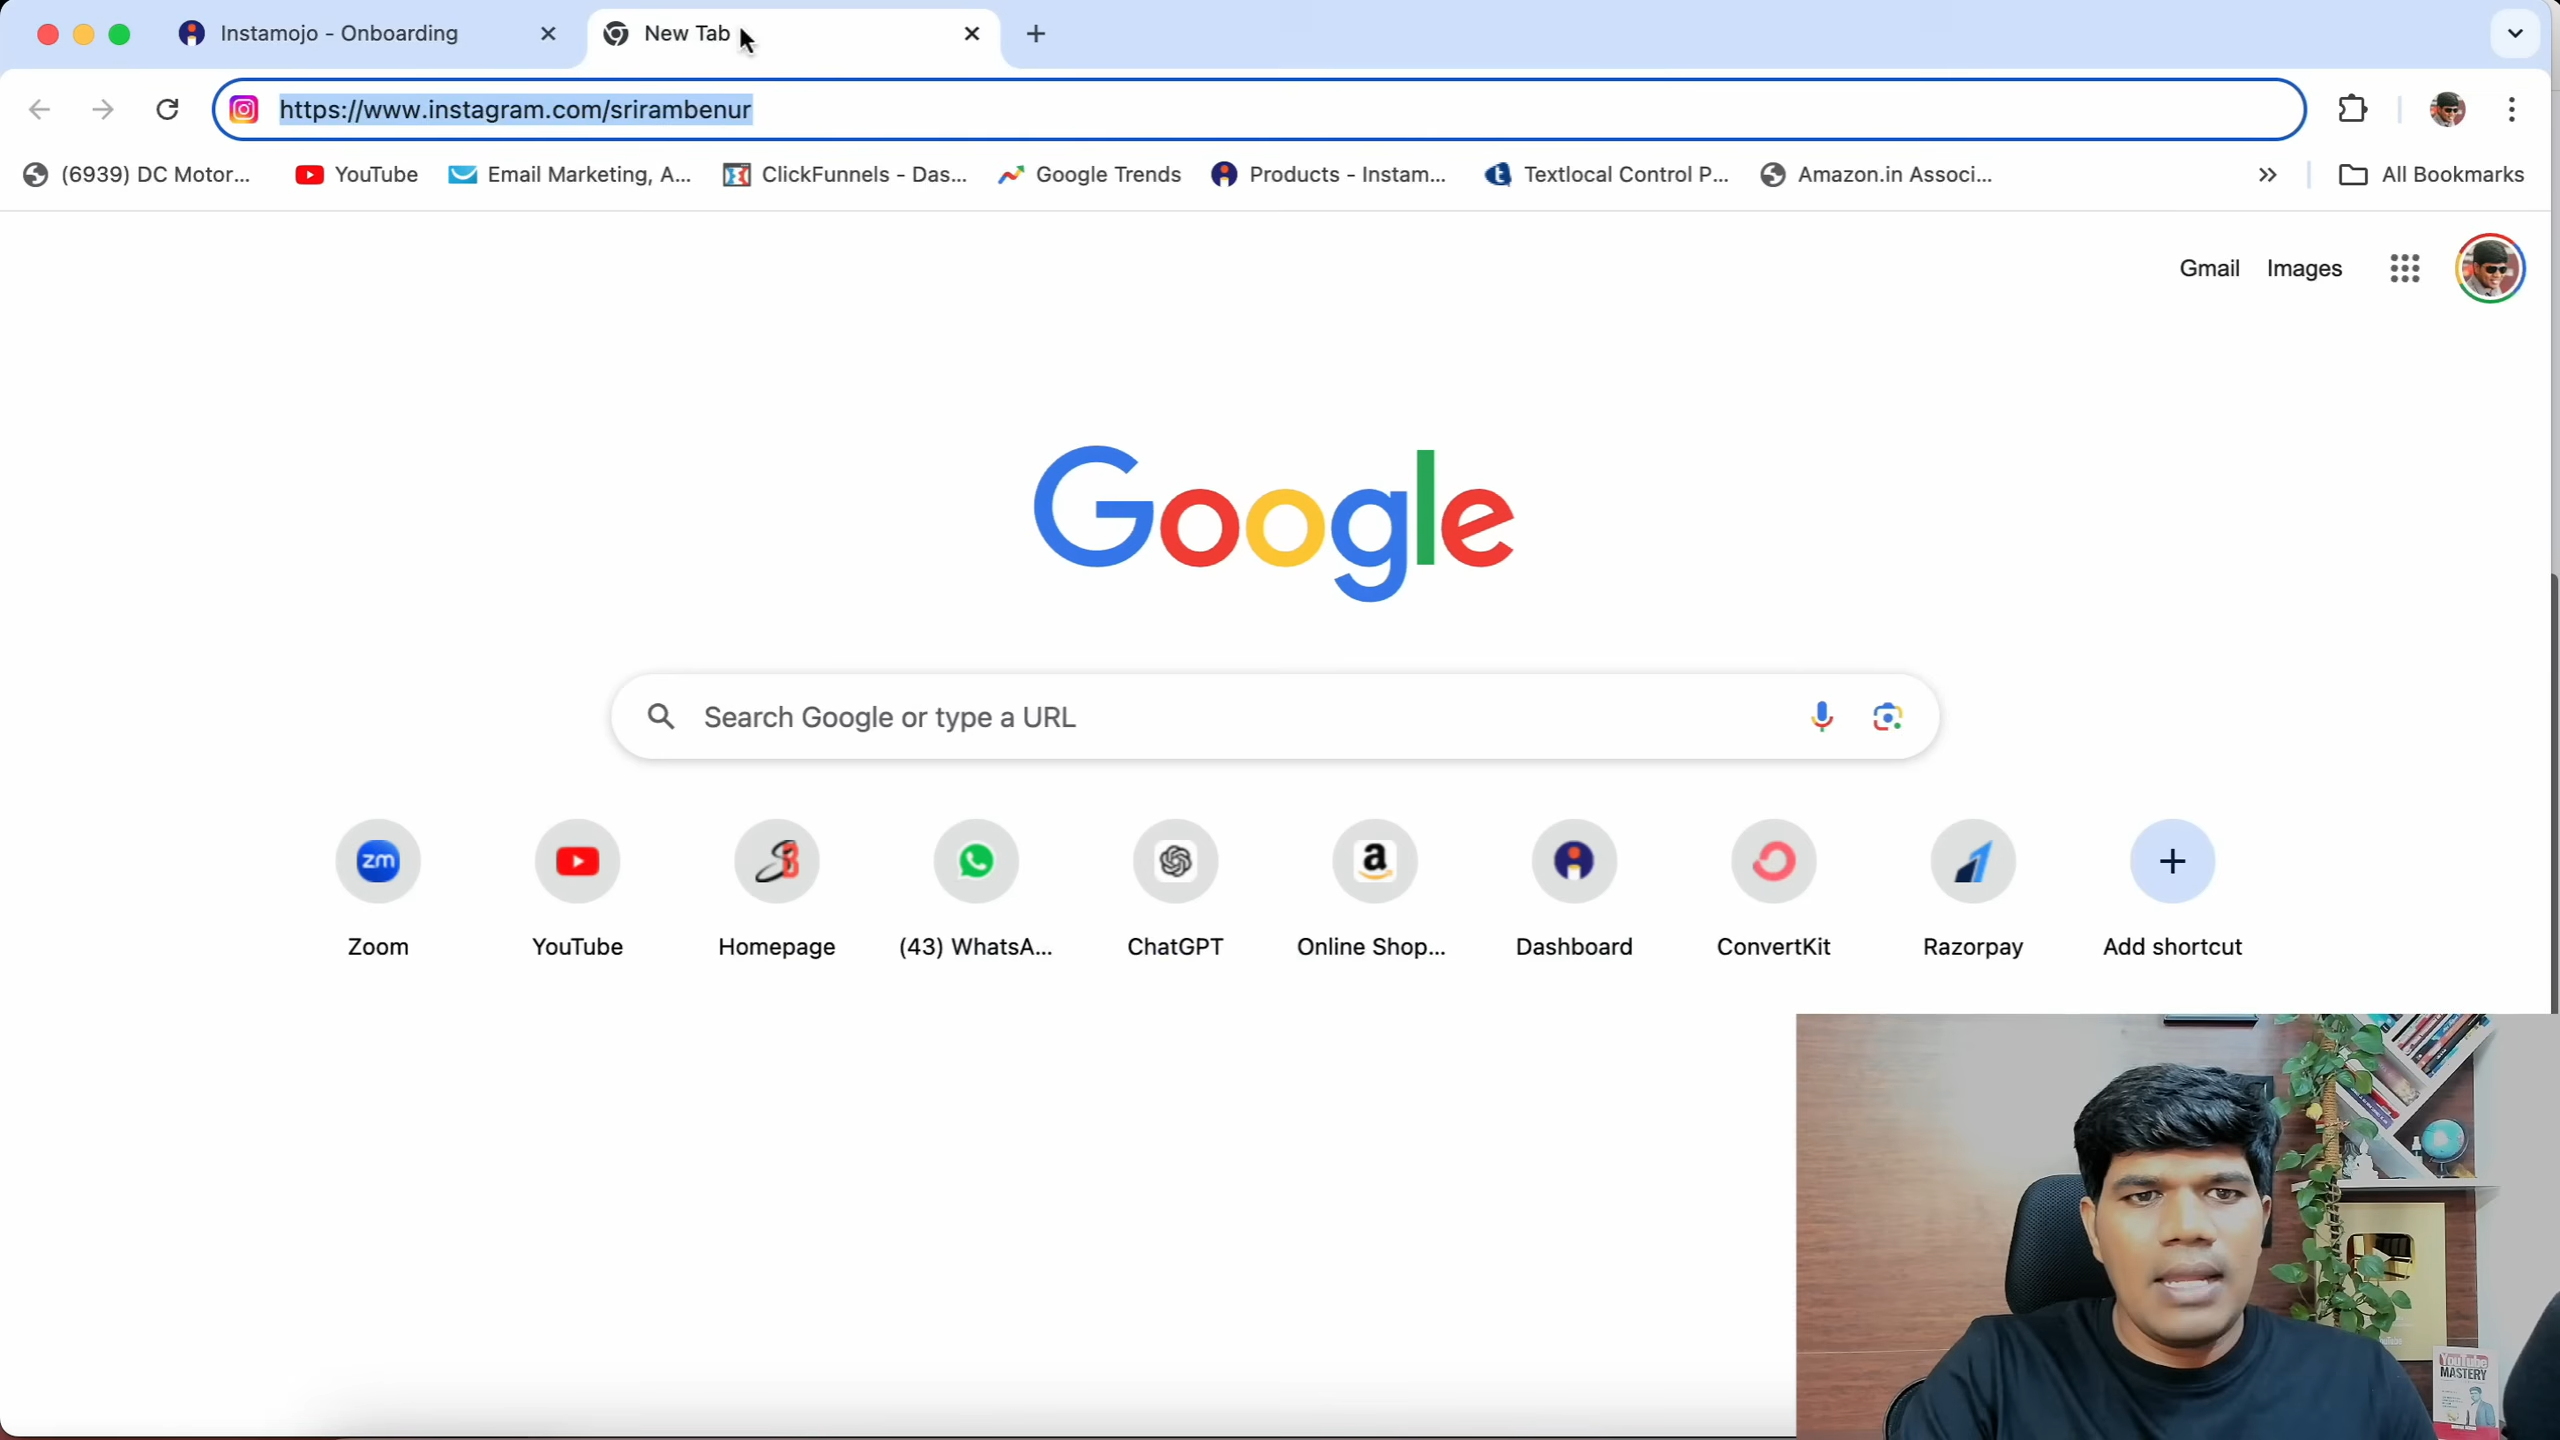 Instamojo - Onboarding
New Tab
https://www.instagram.com/srirambenur
(6939) DC Motor...
YouTube
Email Marketing, A...
ClickFunnels - Das...
Google Trends
Products - Instam...
Textlocal Control P...
Amazon.in Associ...
All Bookmarks
Gmail
Images
Google
Search Google or type a URL
zm
Zoom
YouTube
Homepage
(43) WhatsA...
ChatGPT
Online Shop...
Dashboard
ConvertKit
Razorpay
Add shortcut
YouTube
MASTERY